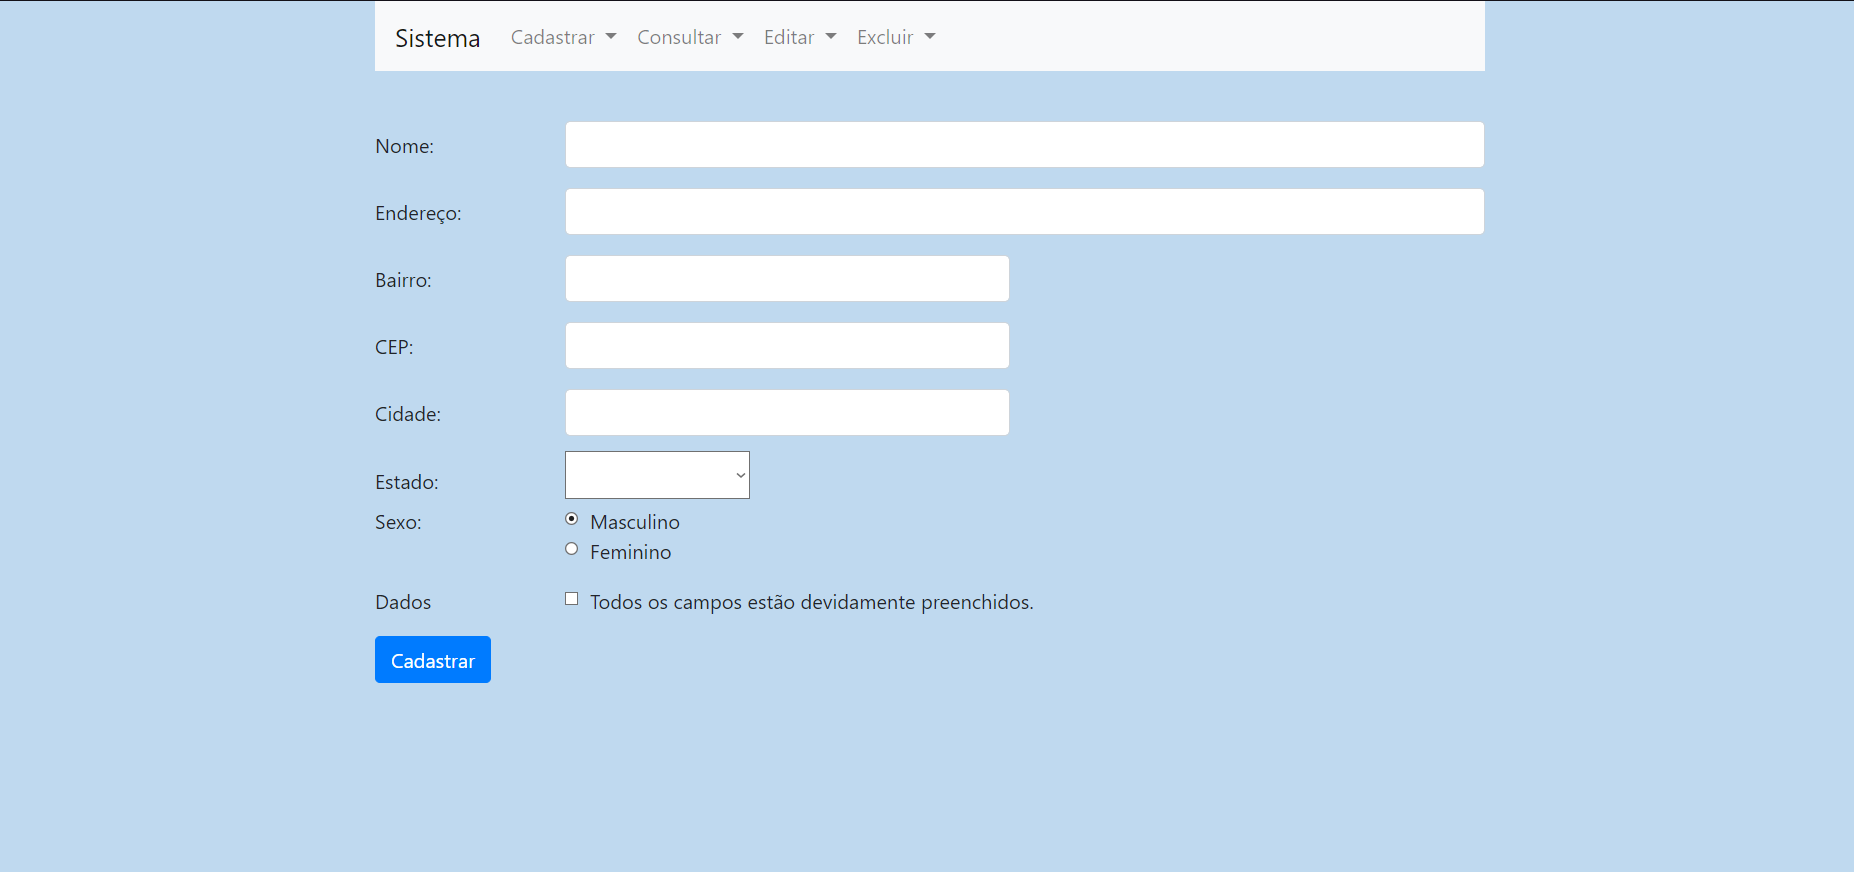 Sistema Cadastrar Consultar Editar Excluir
Nome:
Endereço:
Bairro:
CEP:
Cidade:
Estado:
Sexo: Masculino
Feminino
Dados Todos os campos estão devidamente preenchidos.
Cadastrar